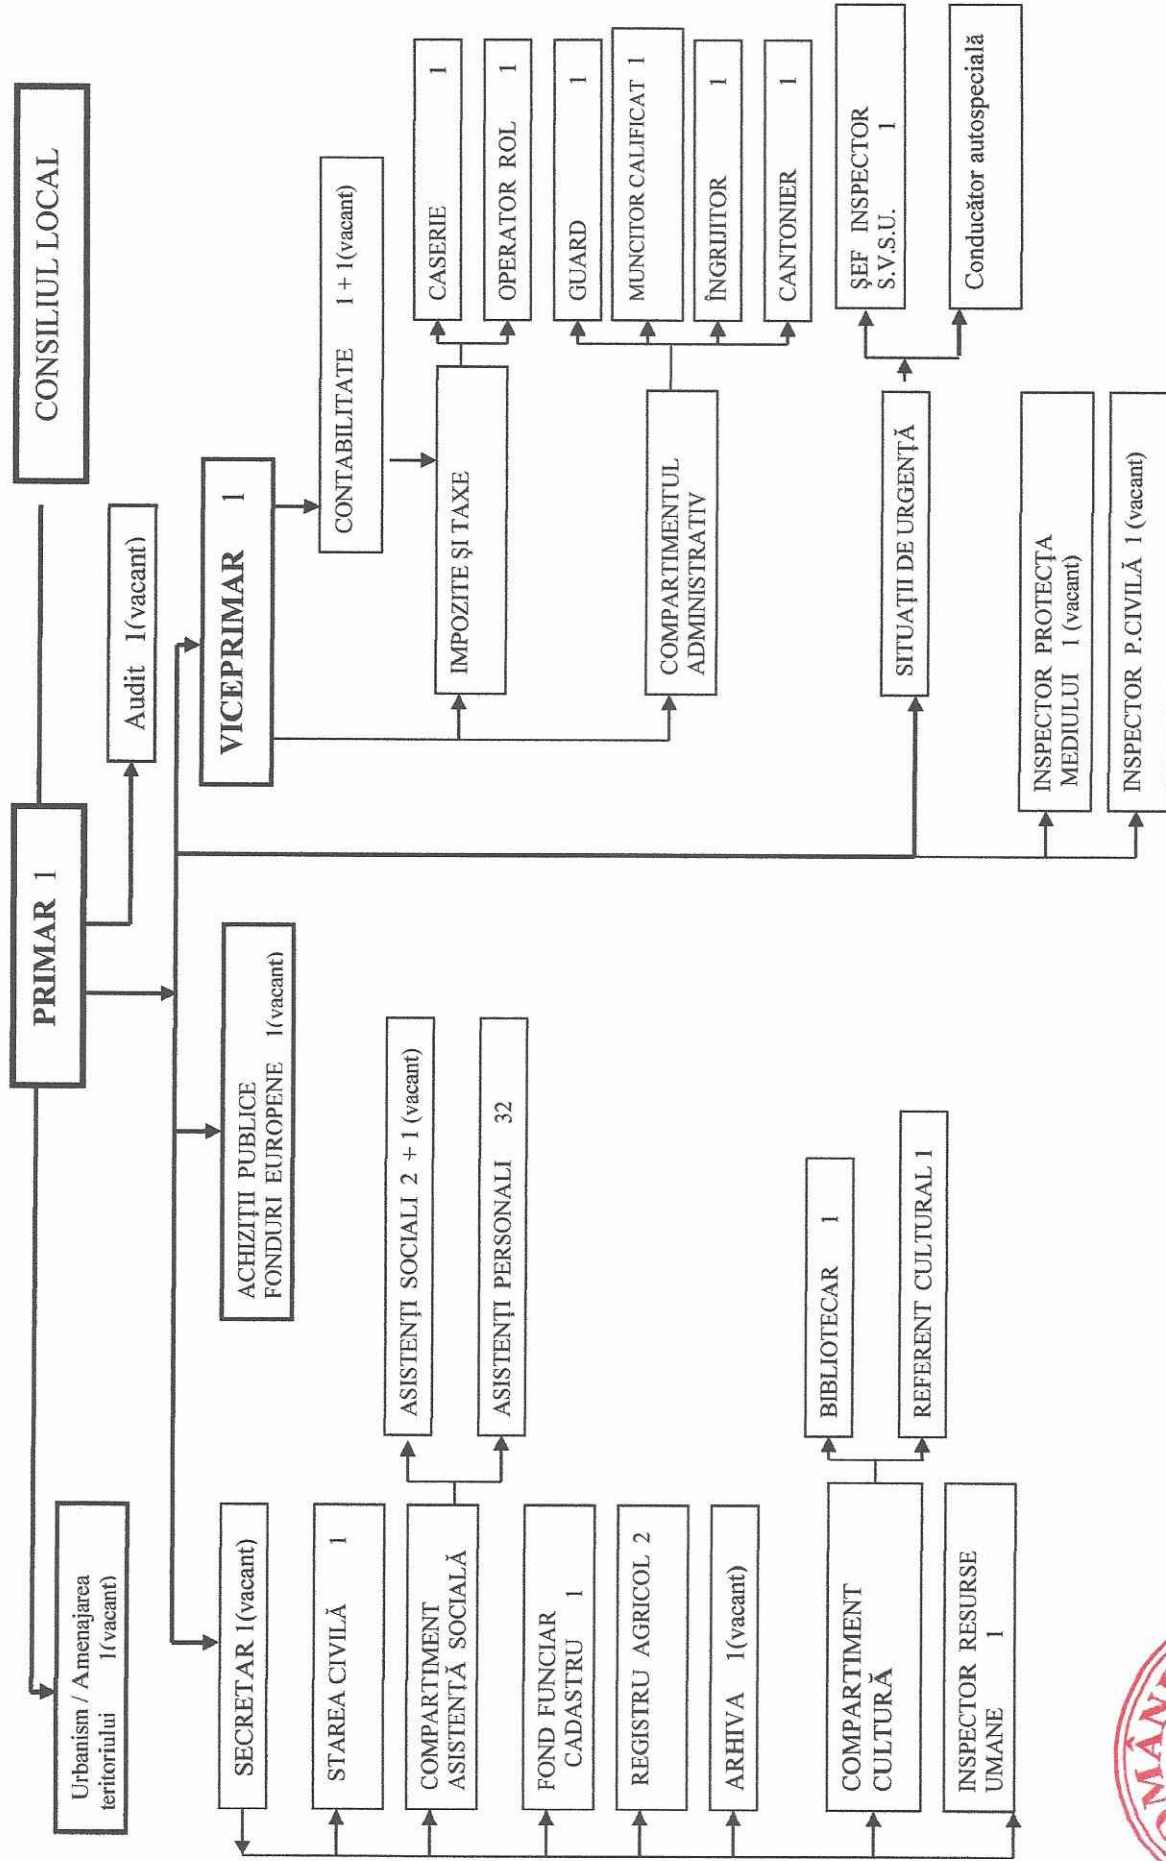 CONSILIUL LOCAL
PRIMAR 1
Urbanism / Amenajarea
teritoriului 1(vacant)
Audit 1(vacant)
VICEPRIMAR 1
ACHIZIŢII PUBLICE
FONDURI EUROPENE 1(vacant)
SECRETAR 1(vacant)
CONTABILITATE 1 + 1(vacant)
STAREA CIVILĂ 1
COMPARTIMENT
ASISTENŢĂ SOCIALĂ
ASISTENŢI SOCIALI 2 + 1 (vacant)
ASISTENŢI PERSONALI 32
IMPOZITE ŞI TAXE
CASERIE 1
OPERATOR ROL 1
FOND FUNCIAR
CADASTRU 1
REGISTRU AGRICOL 2
ARHIVA 1(vacant)
COMPARTIMENTUL
ADMINISTRATIV
GUARD 1
MUNCITOR CALIFICAT 1
ÎNGRIJITOR 1
CANTONIER 1
COMPARTIMENT
CULTURĂ
BIBLIOTECAR 1
REFERENT CULTURAL 1
SITUAŢII DE URGENŢĂ
ŞEF INSPECTOR
S.V.S.U. 1
Conducător autospecială
INSPECTOR RESURSE
UMANE 1
INSPECTOR PROTECŢA
MEDIULUI 1 (vacant)
INSPECTOR P.CIVILĂ 1 (vacant)